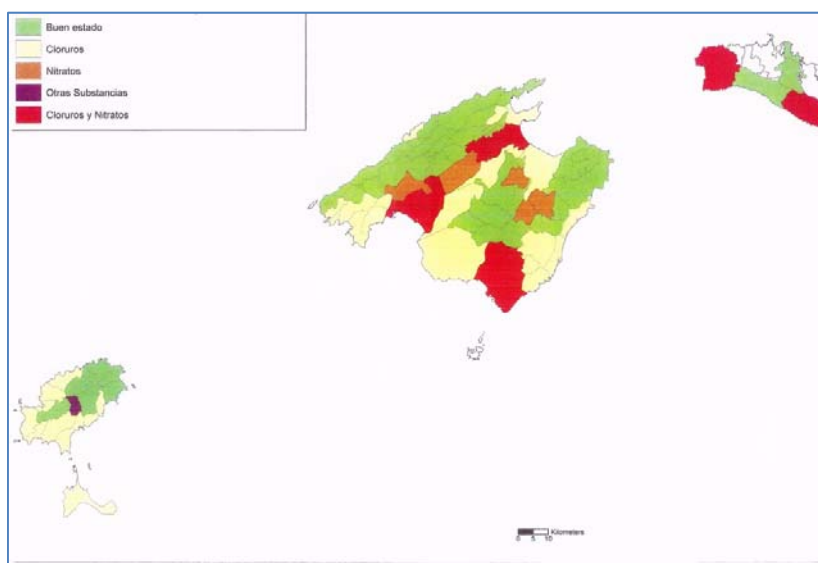 Buen estado
Cloruros
Nitratos
Otras Substancias
Cloruros y Nitratos
Kilometers
0 5 10